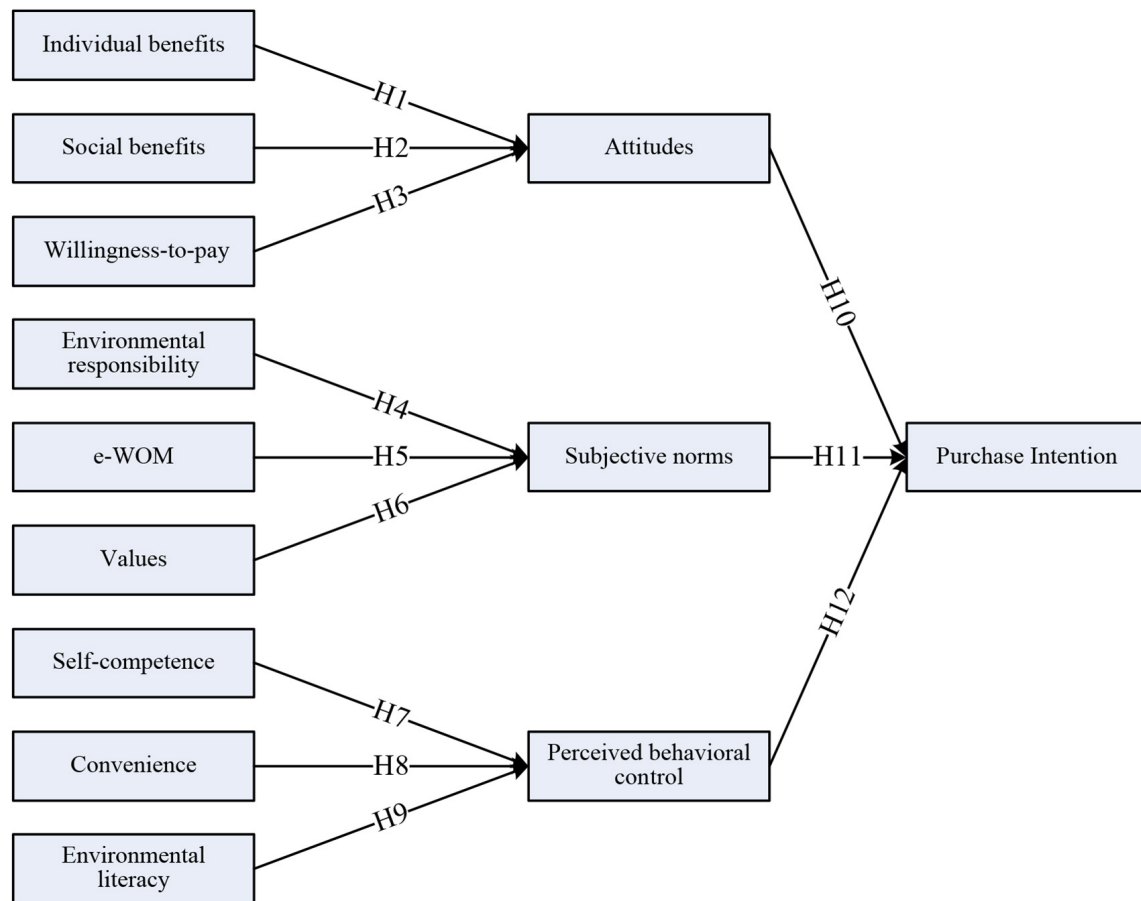 Individual benefits
H1
Social benefits
H2
Attitudes
H3
Willingness-to-pay
H10
Environmental
responsibility
H4
e-WOM
H5
Subjective norms
H11
Purchase Intention
H6
Values
H12
Self-competence
H7
Convenience
H8
Perceived behavioral
control
H9
Environmental
literacy